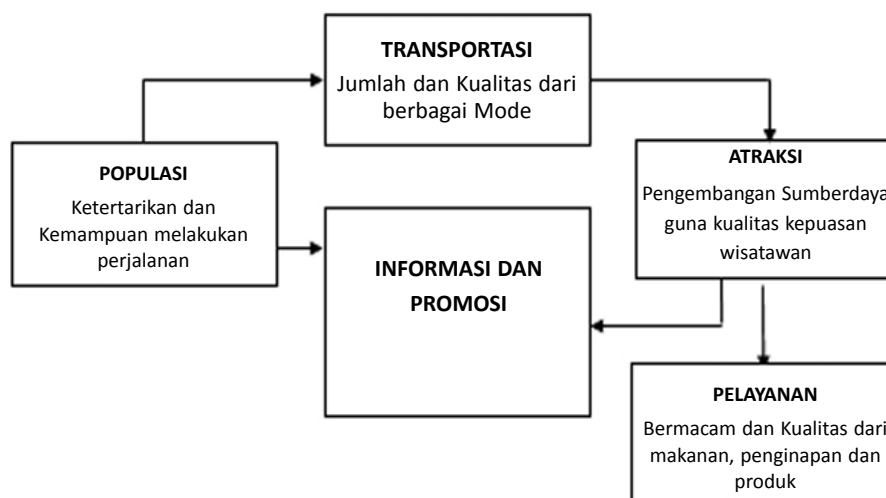 TRANSPORTASI
Jumlah dan Kualitas dari
berbagai Mode
POPULASI
Ketertarikan dan
Kemampuan melakukan
perjalanan
ATRAKSI
Pengembangan Sumberdaya
guna kualitas kepuasan
wisatawan
INFORMASI DAN
PROMOSI
PELAYANAN
Bermacam dan Kualitas dari
makanan, penginapan dan
produk